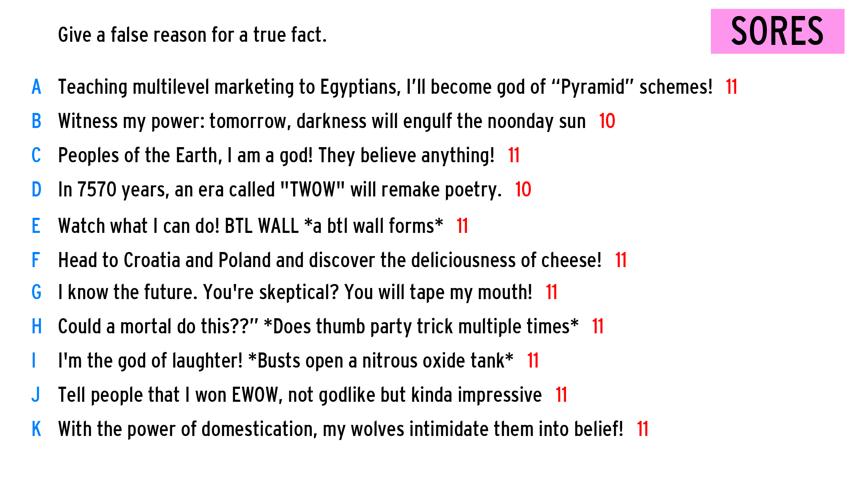 Give a false reason for a true fact.
SORES
A Teaching multilevel marketing to Egyptians, I'll become god of “Pyramid” schemes! 11
B Witness my power: tomorrow, darkness will engulf the noonday sun 10
C Peoples of the Earth, I am a god! They believe anything! 11
D In 7570 years, an era called "TWOW" will remake poetry. 10
E Watch what I can do! BTL WALL *a btl wall forms* 11
F Head to Croatia and Poland and discover the deliciousness of cheese! 11
G I know the future. You're skeptical? You will tape my mouth! 11
H Could a mortal do this??” *Does thumb party trick multiple times* 11
I I'm the god of laughter! *Busts open a nitrous oxide tank* 11
J Tell people that I won EWOW, not godlike but kinda impressive 11
K With the power of domestication, my wolves intimidate them into belief! 11